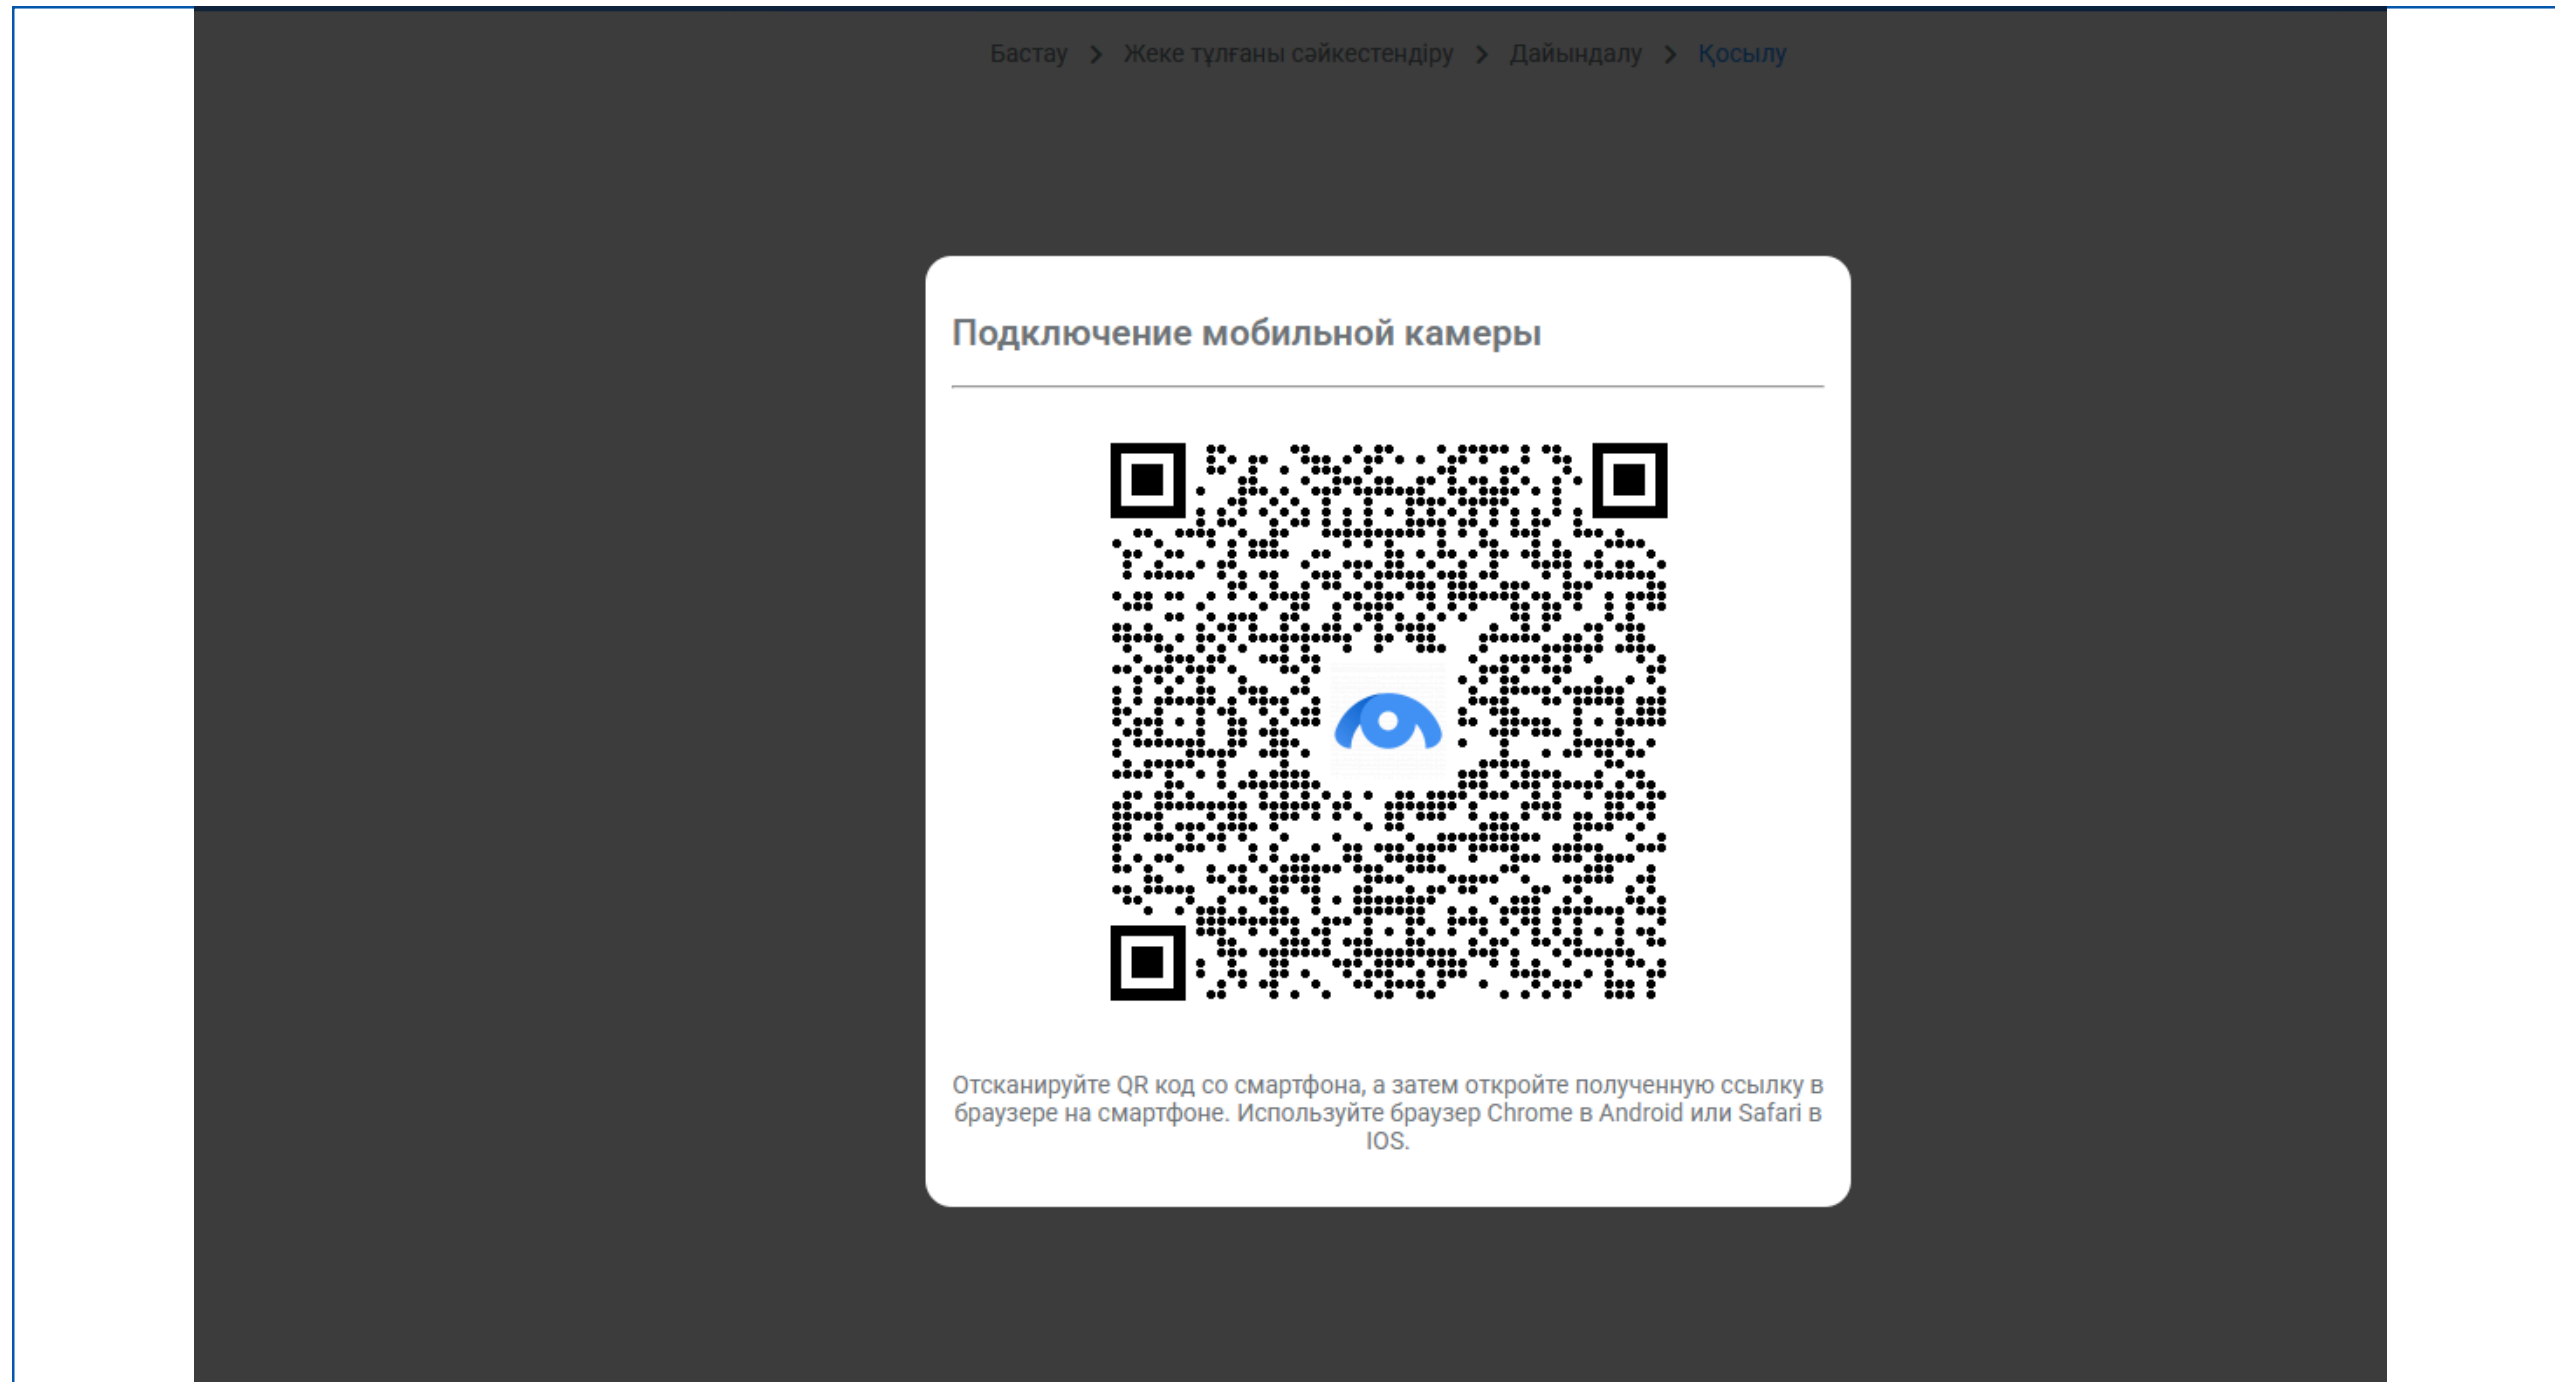 Бастау > Жеке тұлғаны сәйкестендіру > Дайындалу > Қосылу
Подключение мобильной камеры
Отсканируйте QR код со смартфона, а затем откройте полученную ссылку в
браузере на смартфоне. Используйте браузер Chrome в Android или Safari в
IOS.